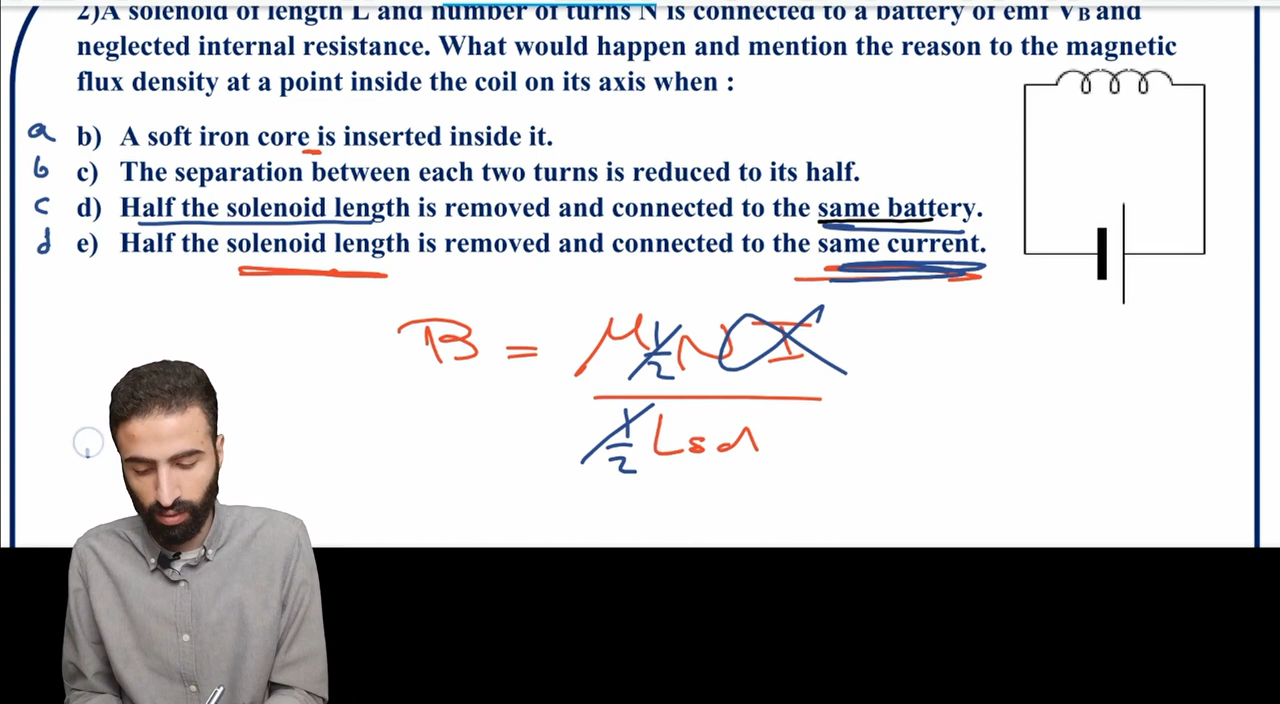 2)A solenoid of length L and number of turns N is connected to a battery of emf VB and
neglected internal resistance. What would happen and mention the reason to the magnetic
flux density at a point inside the coil on its axis when :
a b) A soft iron core is inserted inside it.
b c) The separation between each two turns is reduced to its half.
c d) Half the solenoid length is removed and connected to the same battery.
d e) Half the solenoid length is removed and connected to the same current.
B = μ 1/2 N I
1/2 Lsol